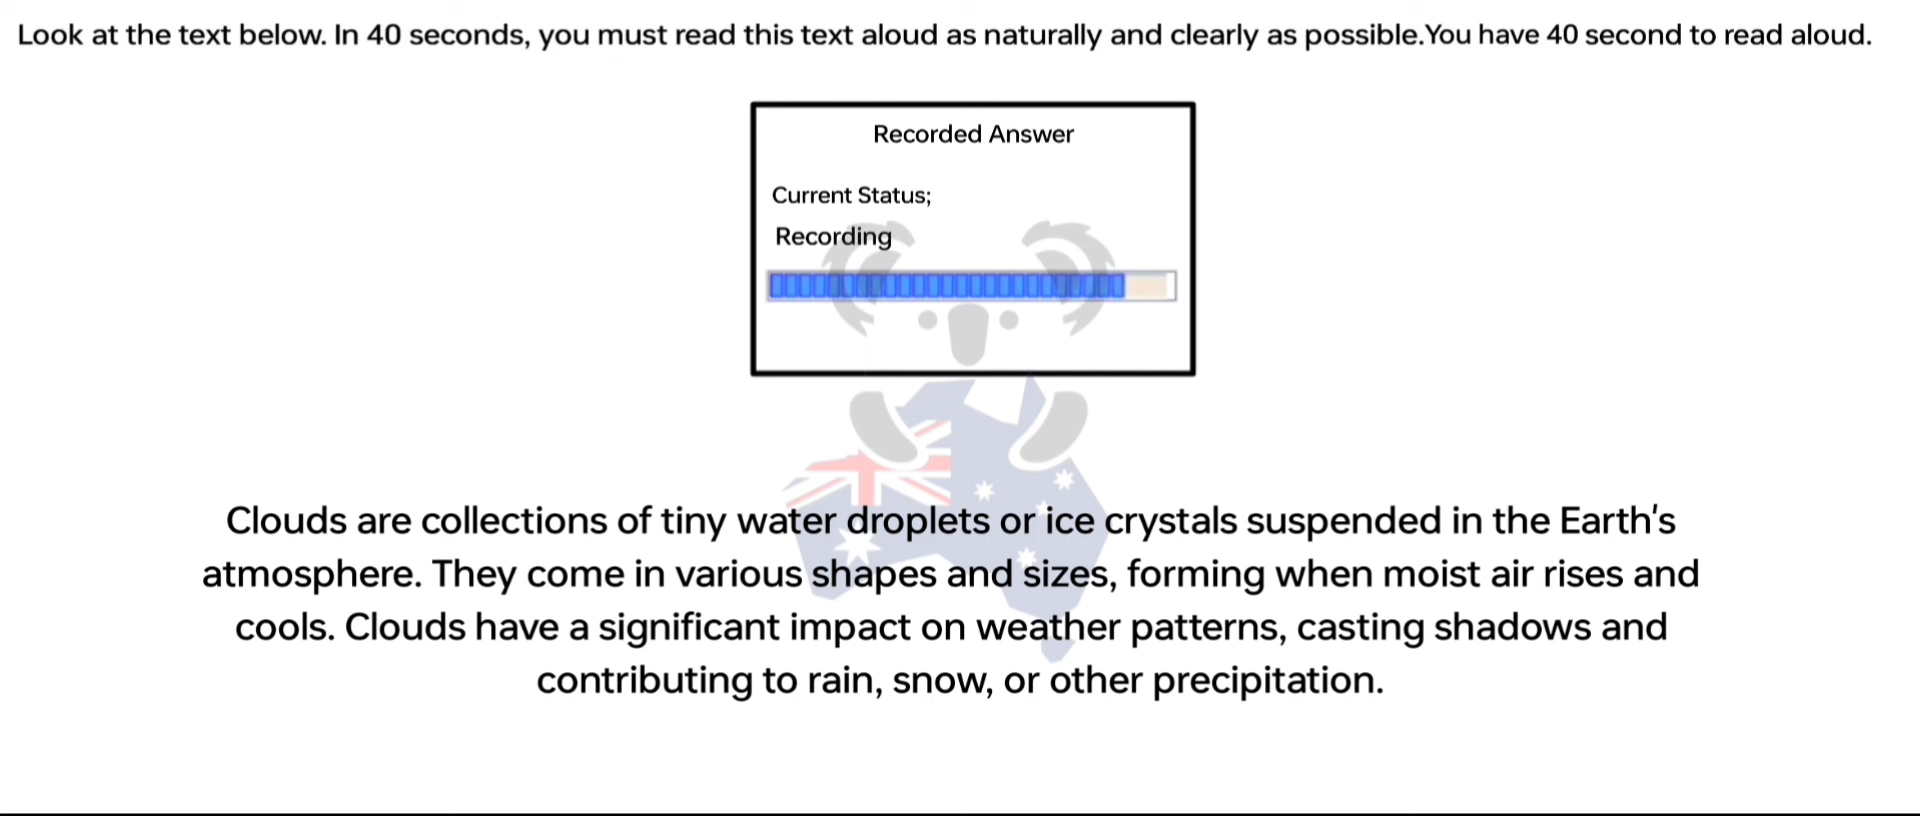 Look at the text below. In 40 seconds, you must read this text aloud as naturally and clearly as possible.You have 40 second to read aloud.
Recorded Answer
Current Status;
Recording
Clouds are collections of tiny water droplets or ice crystals suspended in the Earth's
atmosphere. They come in various shapes and sizes, forming when moist air rises and
cools. Clouds have a significant impact on weather patterns, casting shadows and
contributing to rain, snow, or other precipitation.